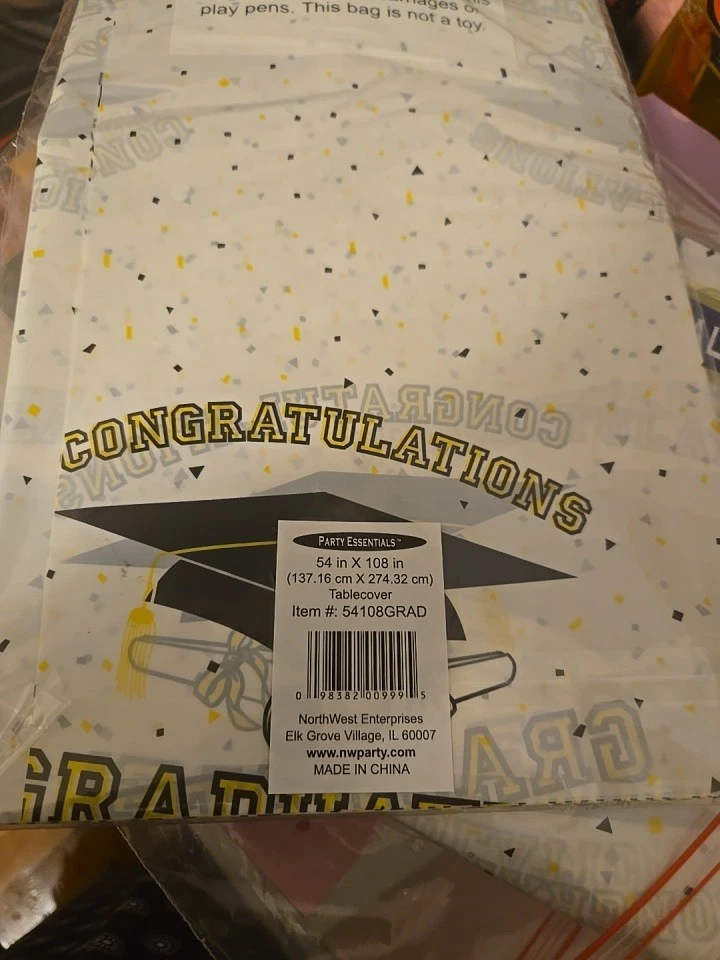 play pens. This bag is not a toy.
CONGRATULATIONS
PARTY ESSENTIALS™
54 in X 108 in
(137.16 cm X 274.32 cm)
Tablecover
Item #: 54108GRAD
0 98382 00999 5
NorthWest Enterprises
Elk Grove Village, IL 60007
www.nwparty.com
MADE IN CHINA